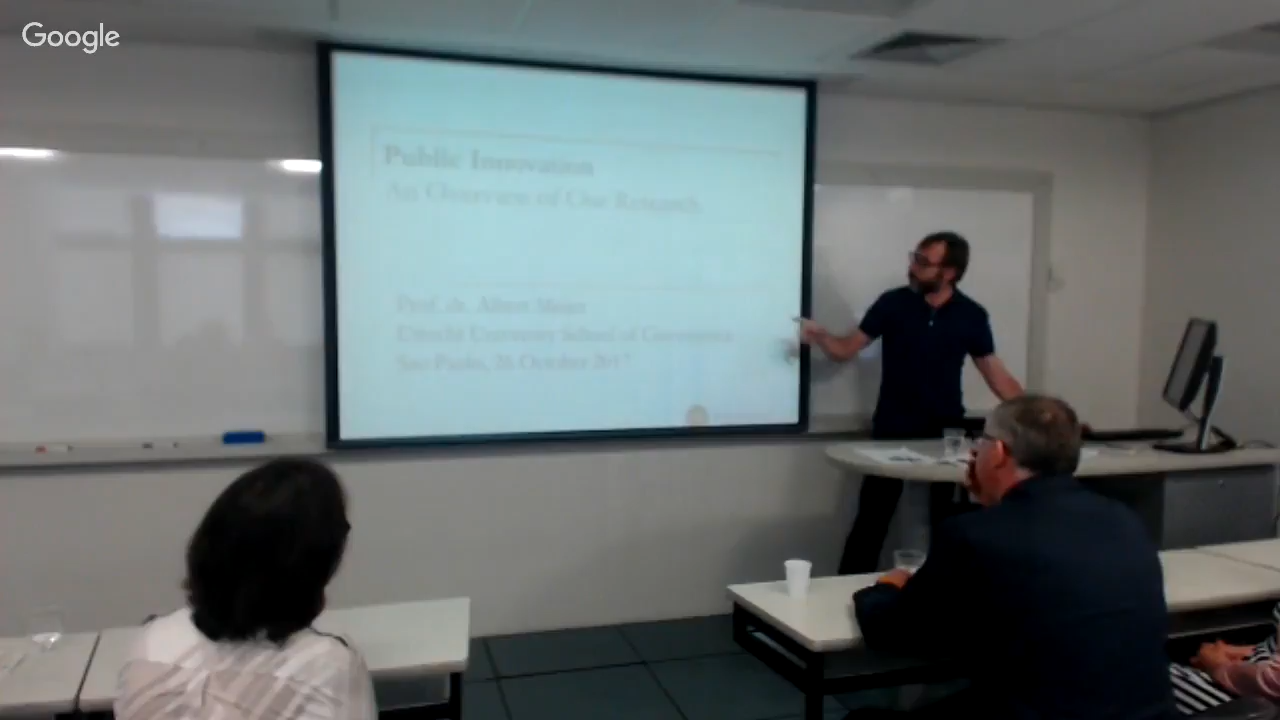 Google
Public Innovation
An Overview of Our Research
Prof. dr. Albert Meijer
Utrecht University School of Governance
Sao Paulo, 26 October 2017